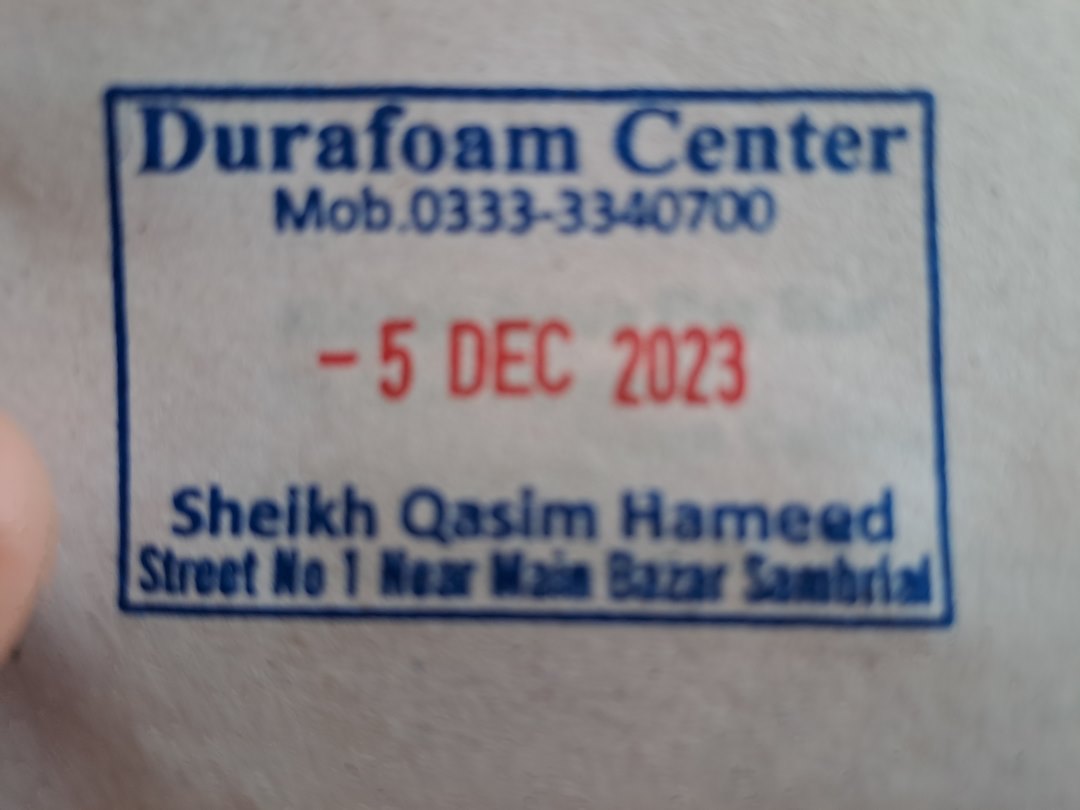 Durafoam Center
Mob.0333-3340700
- 5 DEC 2023
Sheikh Qasim Hameed
Street No 1 Near Main Bazar Sambrial